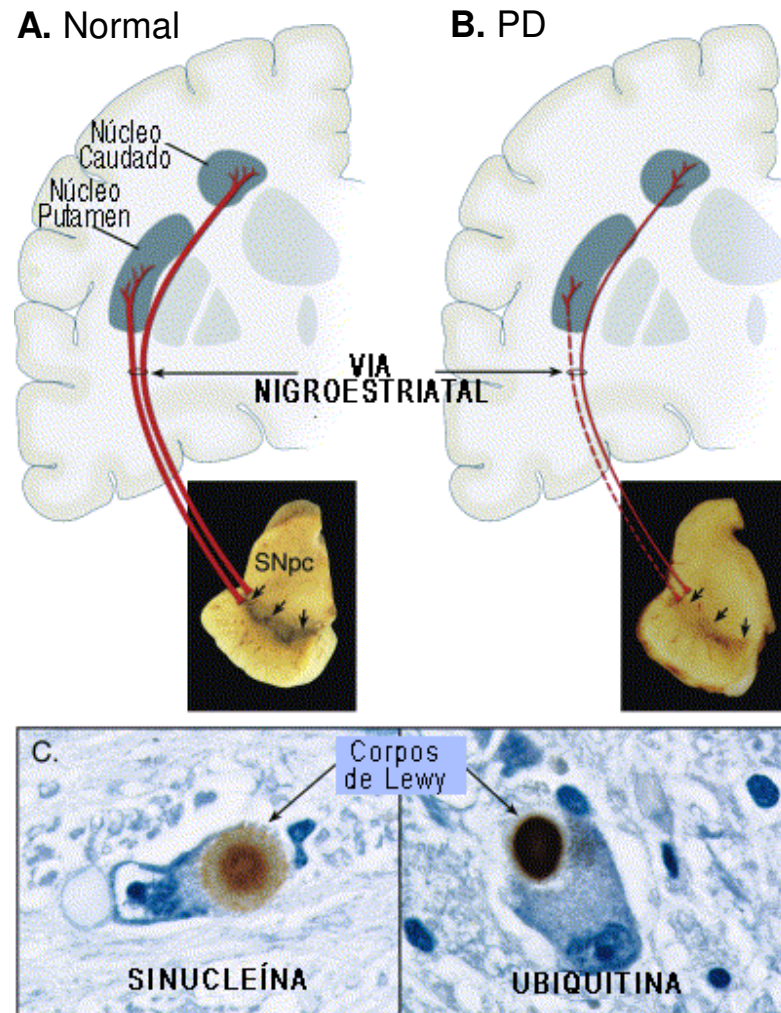 A. Normal
B. PD
Núcleo
Caudado
Núcleo
Putamen
VIA
NIGROESTRIATAL
SNpc
C.
Corpos
de Lewy
SINUCLEÍNA
UBIQUITINA